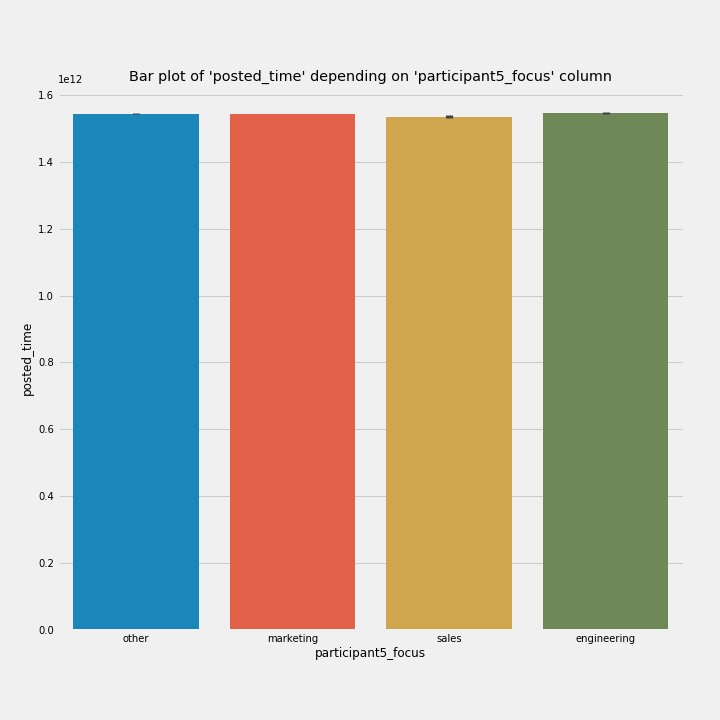 Bar plot of 'posted_time' depending on 'participant5_focus' column
1e12
1.6
1.4
1.2
1.0
0.8
0.6
0.4
0.2
0.0
posted_time
other
marketing
sales
engineering
participant5_focus